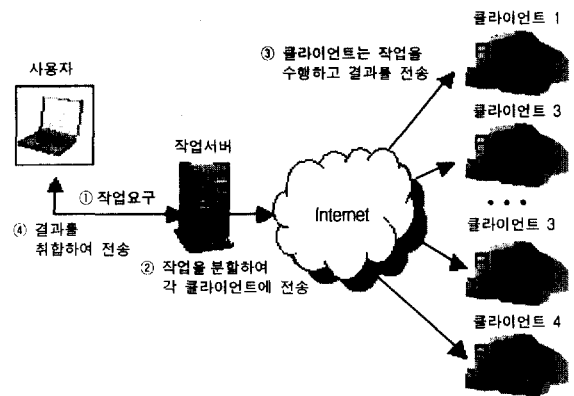 클라이언트 1
③ 클라이언트는 작업을
수행하고 결과를 전송
사용자
클라이언트 3
작업서버
① 작업요구
Internet
• • •
클라이언트 3
④ 결과를
취합하여 전송
② 작업을 분할하여
각 클라이언트에 전송
클라이언트 4